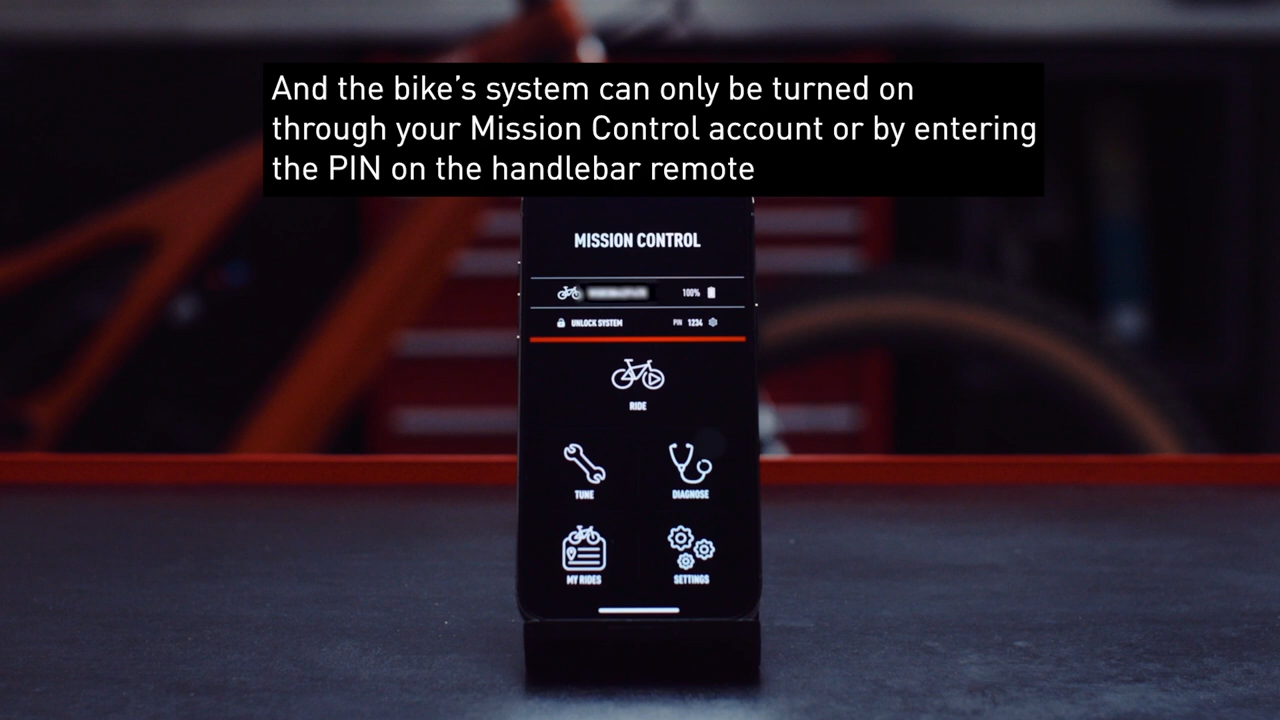 And the bike’s system can only be turned on
through your Mission Control account or by entering
the PIN on the handlebar remote
MISSION CONTROL
100%
UNLOCK SYSTEM PIN 1234
RIDE
TUNE DIAGNOSE
MY RIDES SETTINGS